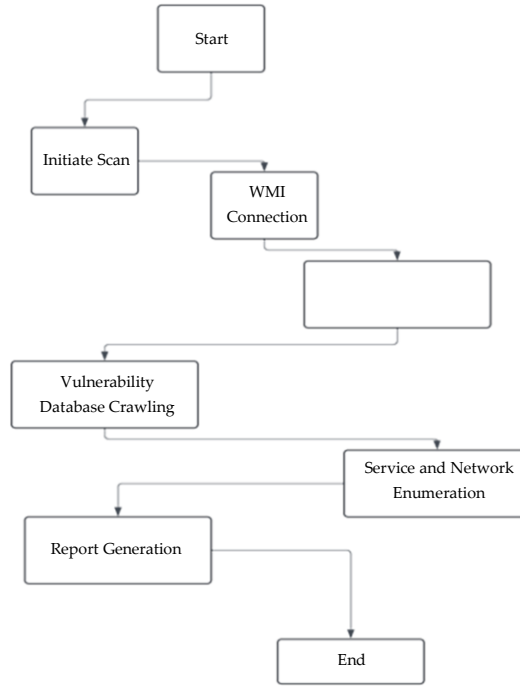 Start
Initiate Scan
WMI
Connection
Vulnerability
Database Crawling
Service and Network
Enumeration
Report Generation
End